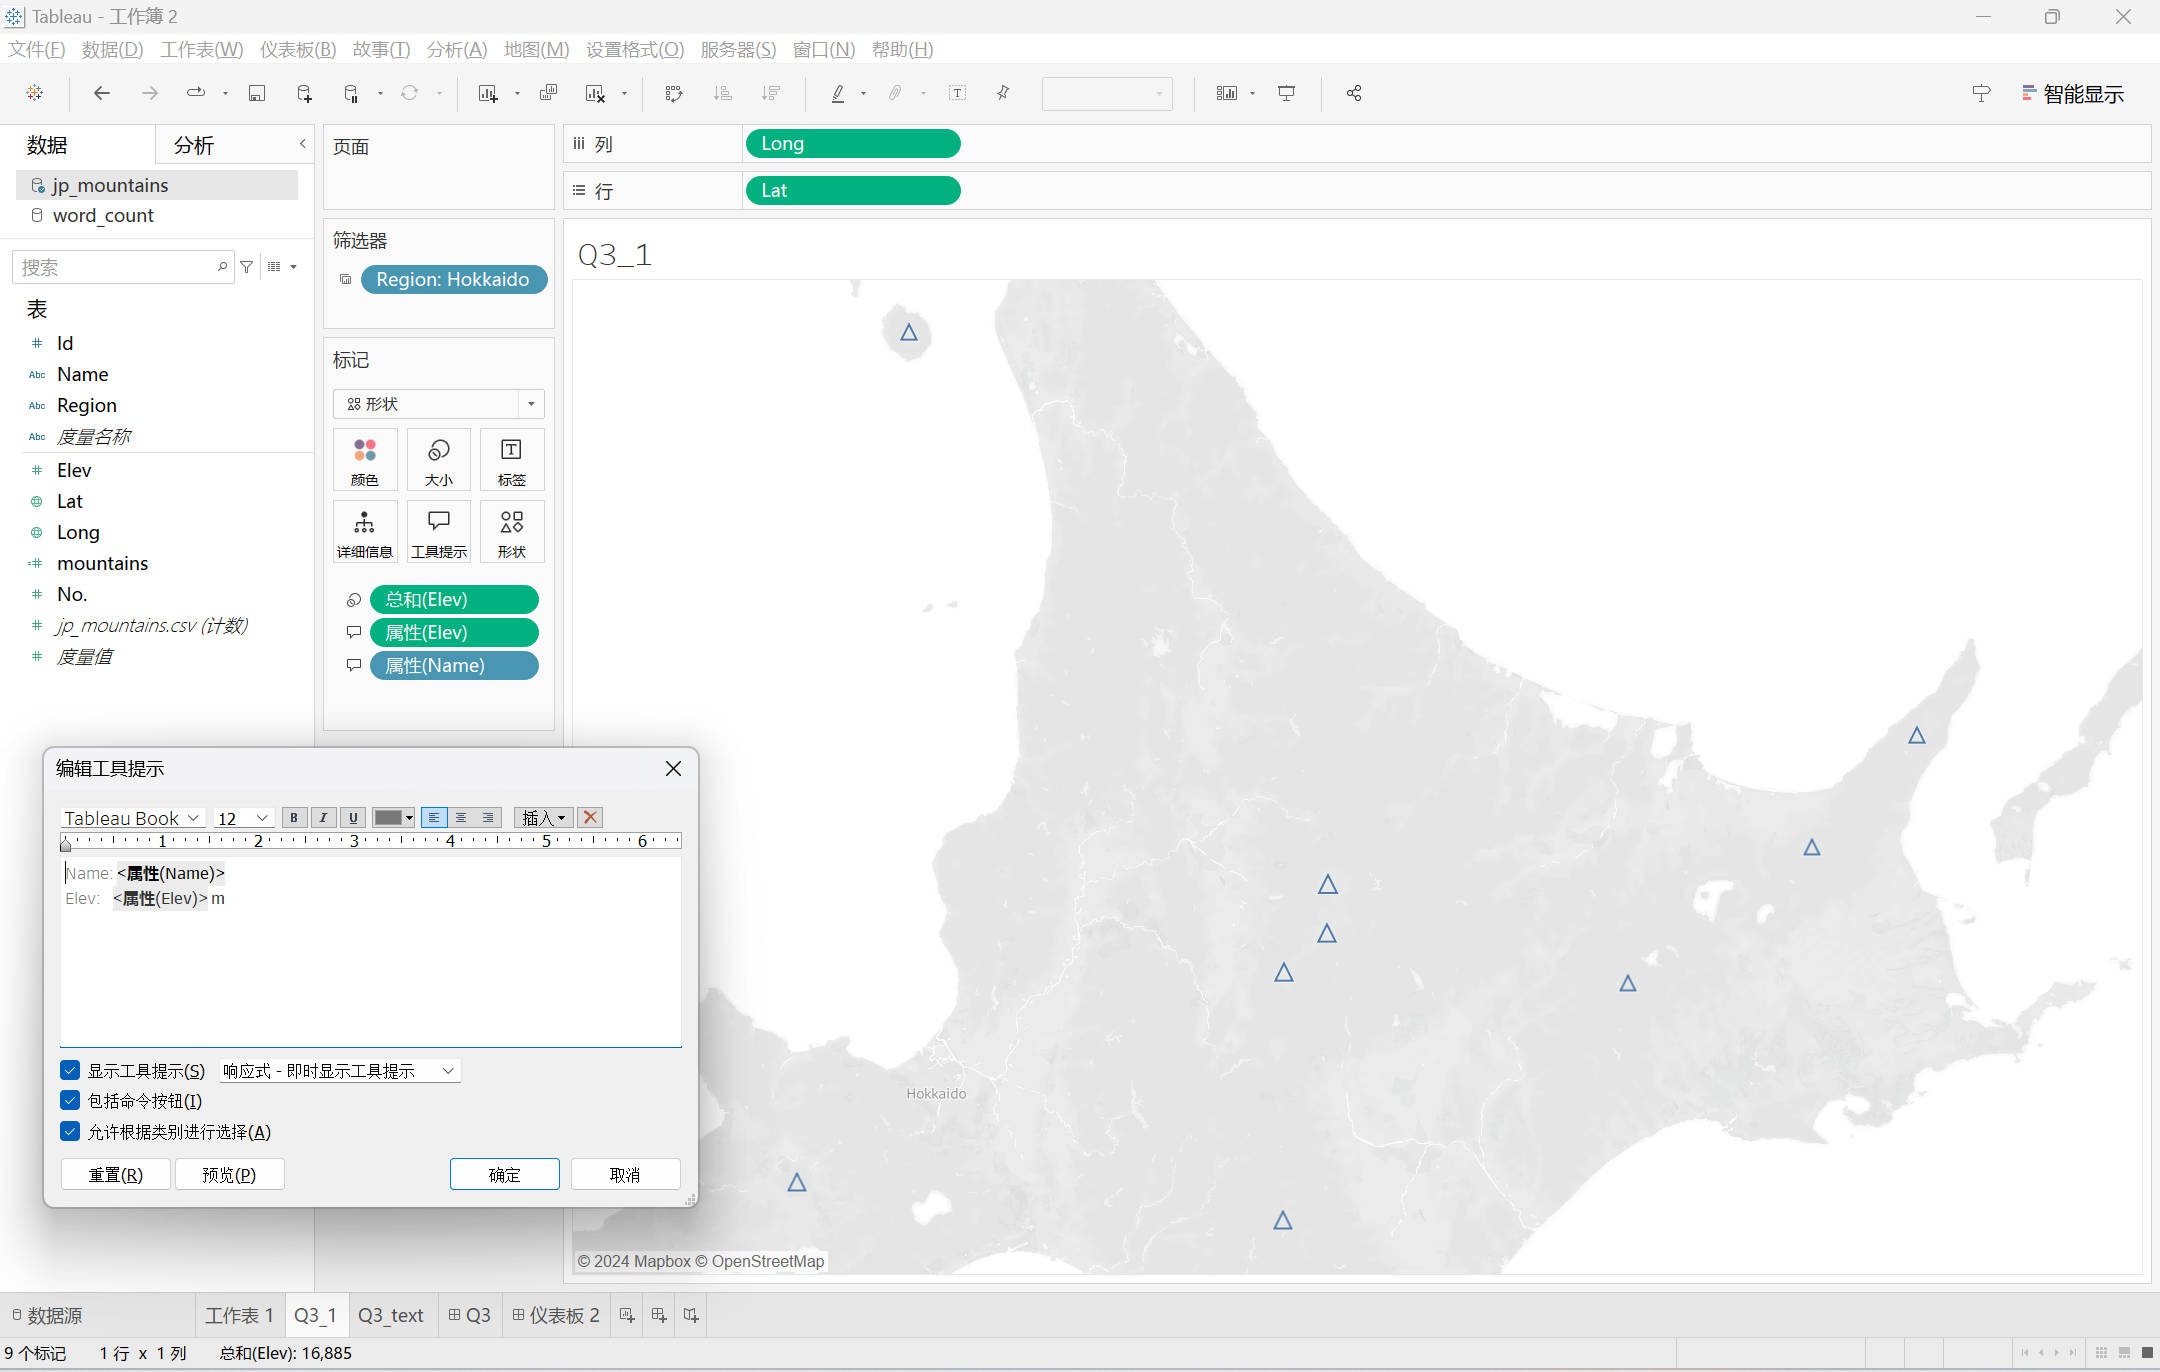 Tableau - 工作簿 2
文件(F) 数据(D) 工作表(W) 仪表板(B) 故事(T) 分析(A) 地图(M) 设置格式(O) 服务器(S) 窗口(N) 帮助(H)
智能显示
数据 分析
jp_mountains
word_count
搜索
表
Id
Abc Name
Abc Region
Abc 度量名称
Elev
Lat
Long
mountains
No.
jp_mountains.csv (计数)
度量值
页面
筛选器
Region: Hokkaido
标记
形状
颜色 大小 标签
详细信息 工具提示 形状
总和(Elev)
属性(Elev)
属性(Name)
列 Long
行 Lat
Q3_1
Hokkaido
© 2024 Mapbox © OpenStreetMap
编辑工具提示
Tableau Book 12 B I U 插入
1 2 3 4 5 6
Name: <属性(Name)>
Elev: <属性(Elev)> m
显示工具提示(S) 响应式 - 即时显示工具提示
包括命令按钮(I)
允许根据类别进行选择(A)
重置(R) 预览(P) 确定 取消
数据源 工作表 1 Q3_1 Q3_text Q3 仪表板 2
9 个标记 1 行 x 1 列 总和(Elev): 16,885